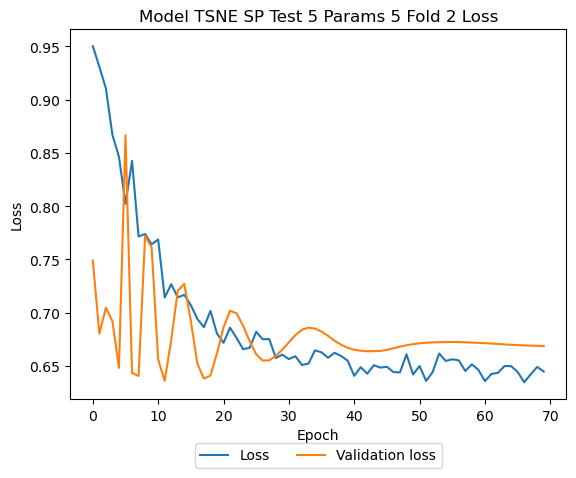 Model TSNE SP Test 5 Params 5 Fold 2 Loss
0.95
0.90
0.85
0.80
0.75
0.70
0.65
Loss
0 10 20 30 40 50 60 70
Epoch
Loss Validation loss